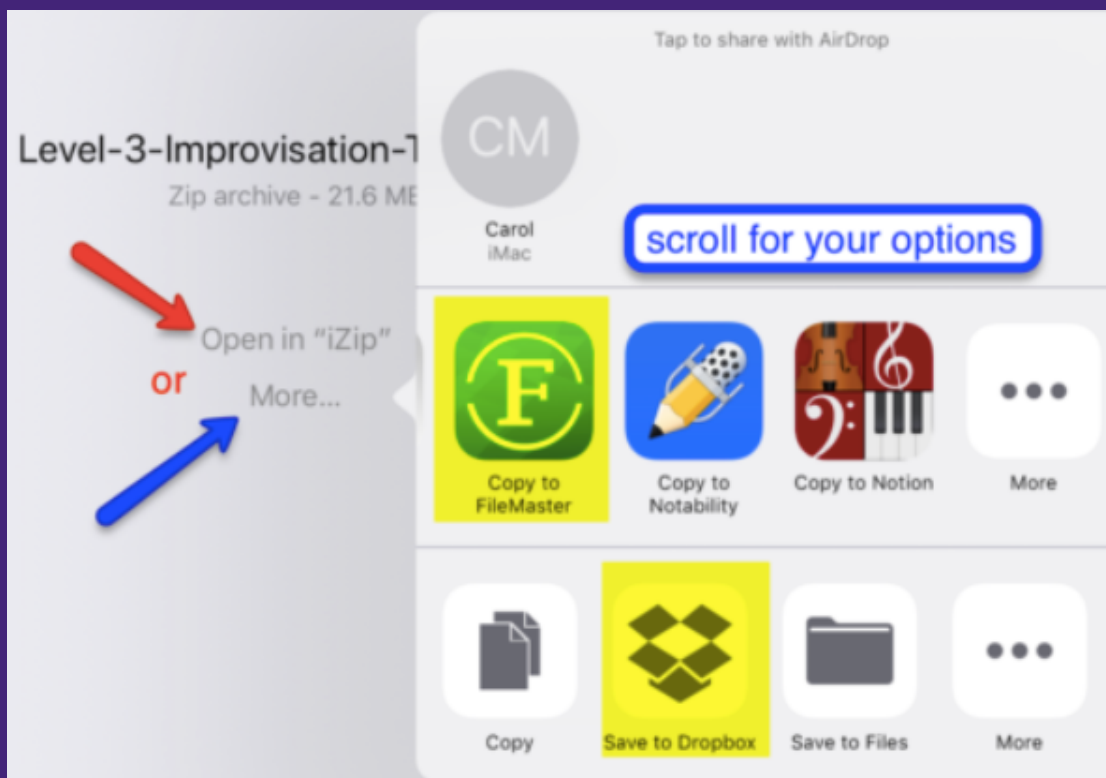 Tap to share with AirDrop
CM
Carol
iMac
scroll for your options
Level-3-Improvisation-T
Zip archive - 21.6 MB
Open in “iZip”
or
More...
F
Copy to
FileMaster
Copy to
Notability
Copy to Notion
More
Copy
Save to Dropbox
Save to Files
More